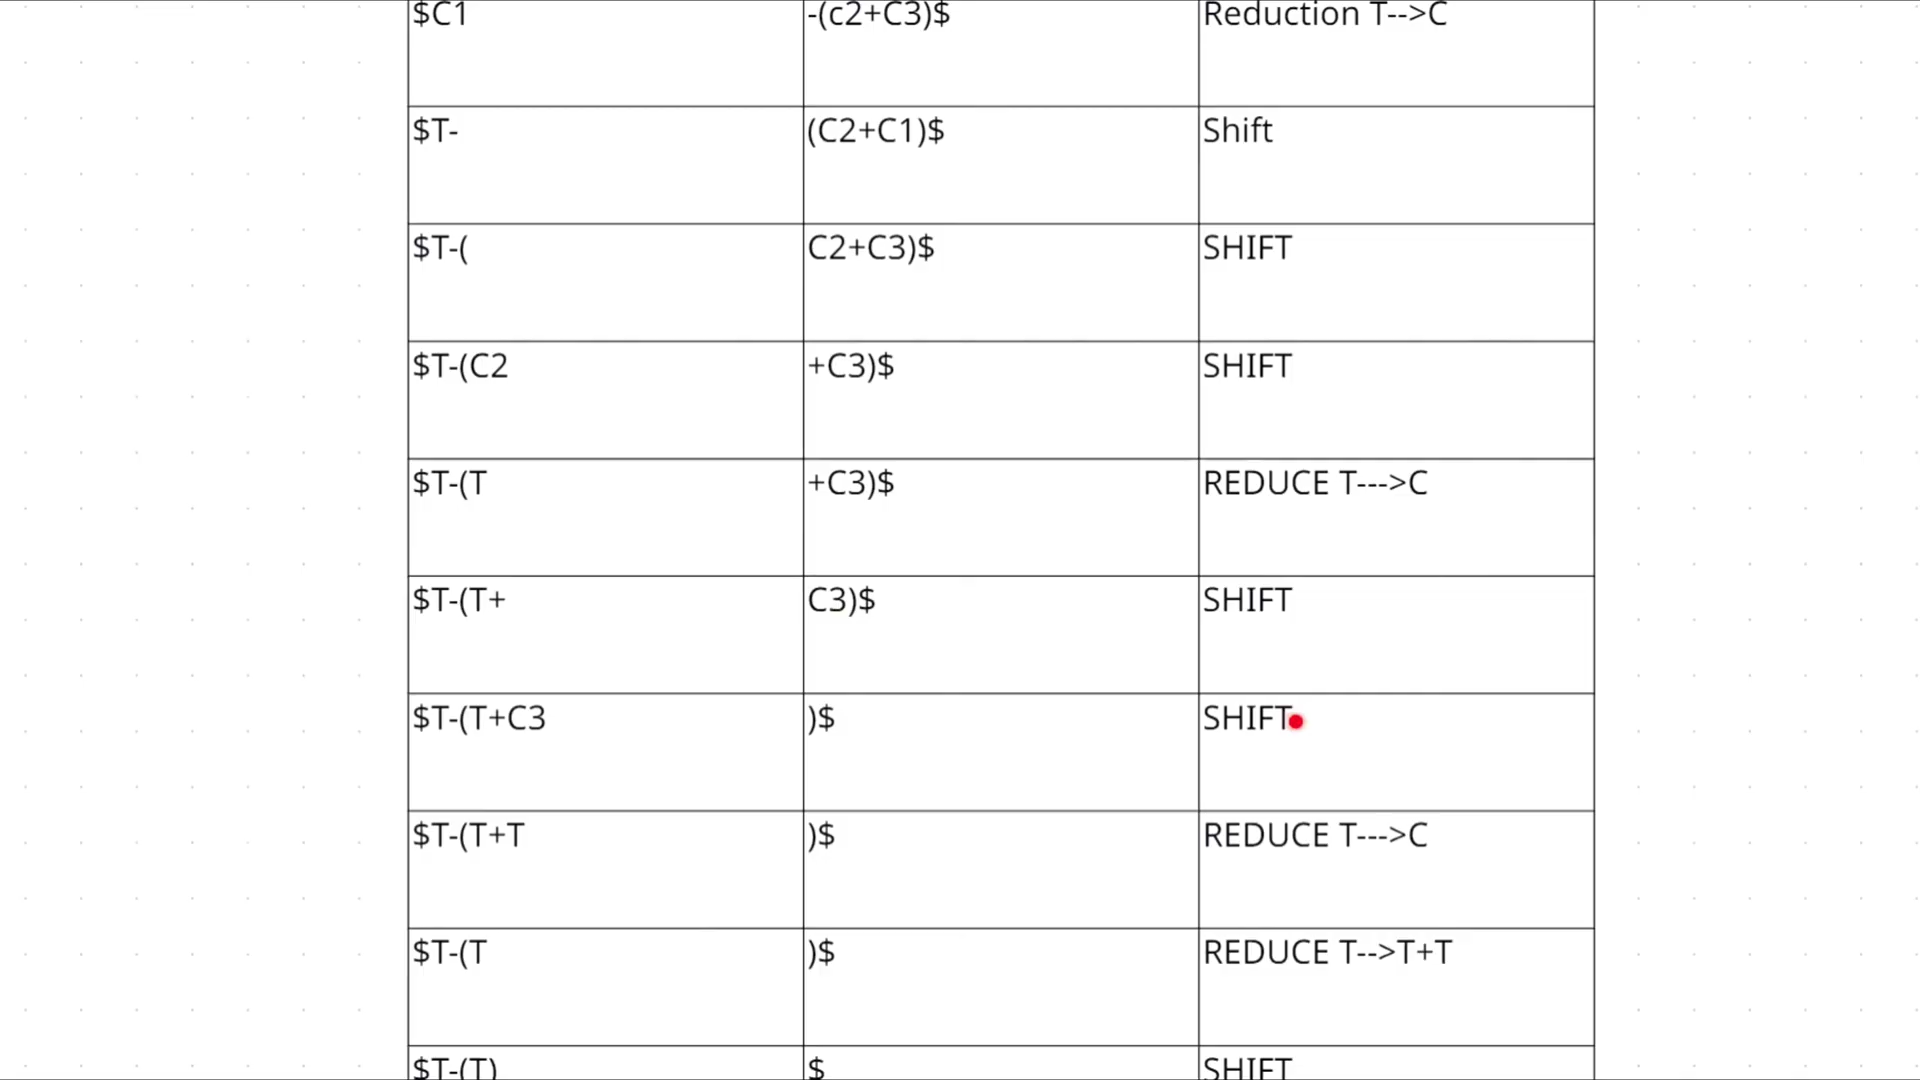 $C1 -(c2+C3)$ Reduction T-->C
$T- (C2+C1)$ Shift
$T-( C2+C3)$ SHIFT
$T-(C2 +C3)$ SHIFT
$T-(T +C3)$ REDUCE T--->C
$T-(T+ C3)$ SHIFT
$T-(T+C3 )$ SHIFT
$T-(T+T )$ REDUCE T--->C
$T-(T )$ REDUCE T-->T+T
$T-(T) $ SHIFT